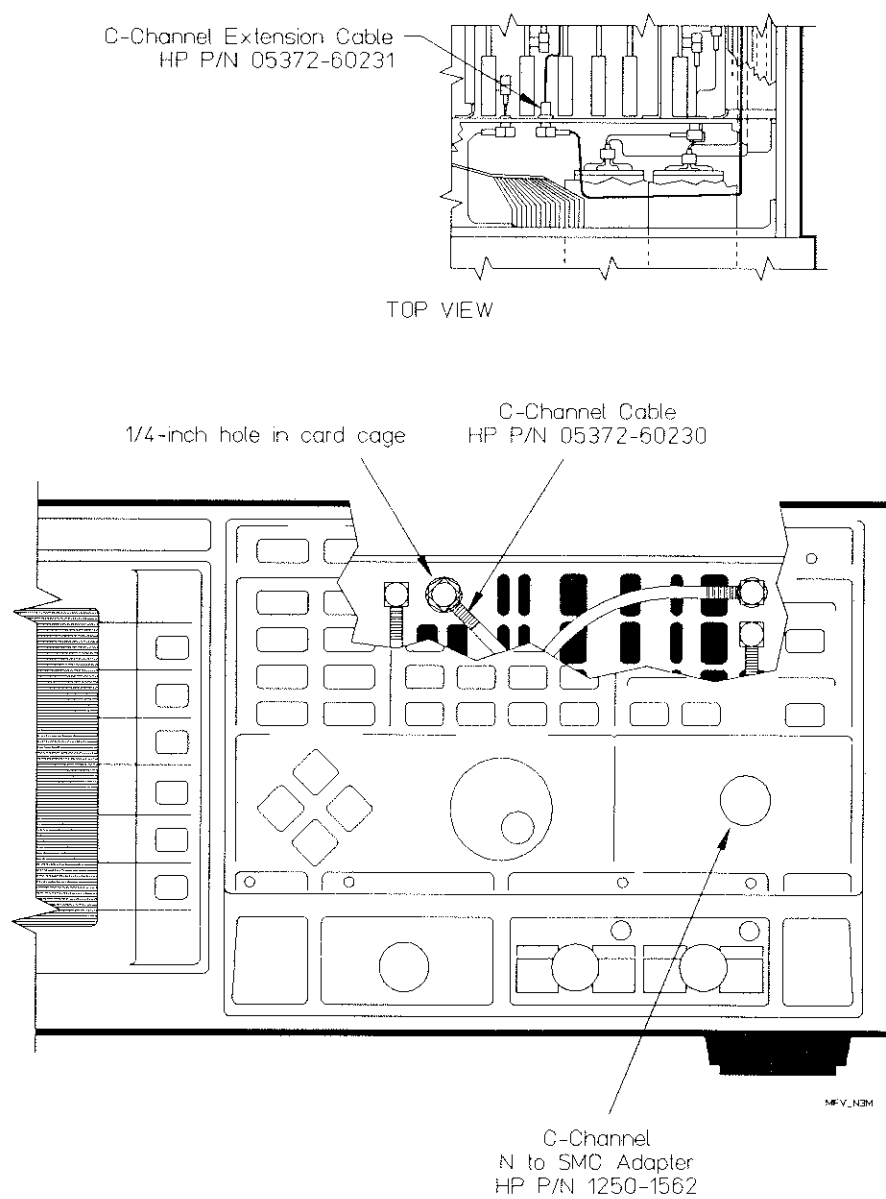 C-Channel Extension Cable
HP P/N 05372-60231
TOP VIEW
C-Channel Cable
HP P/N 05372-60230
1/4-inch hole in card cage
C-Channel
N to SMC Adapter
HP P/N 1250-1562